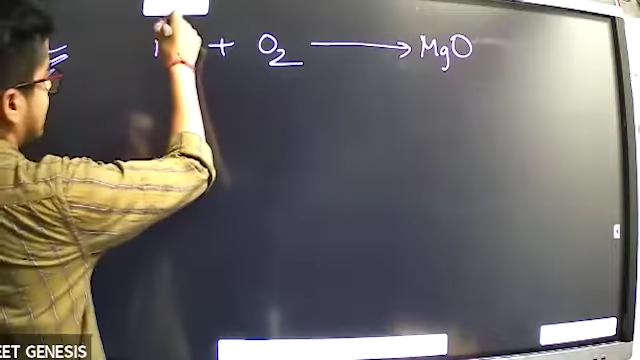 + O₂ ⟶ MgO
EET GENESIS